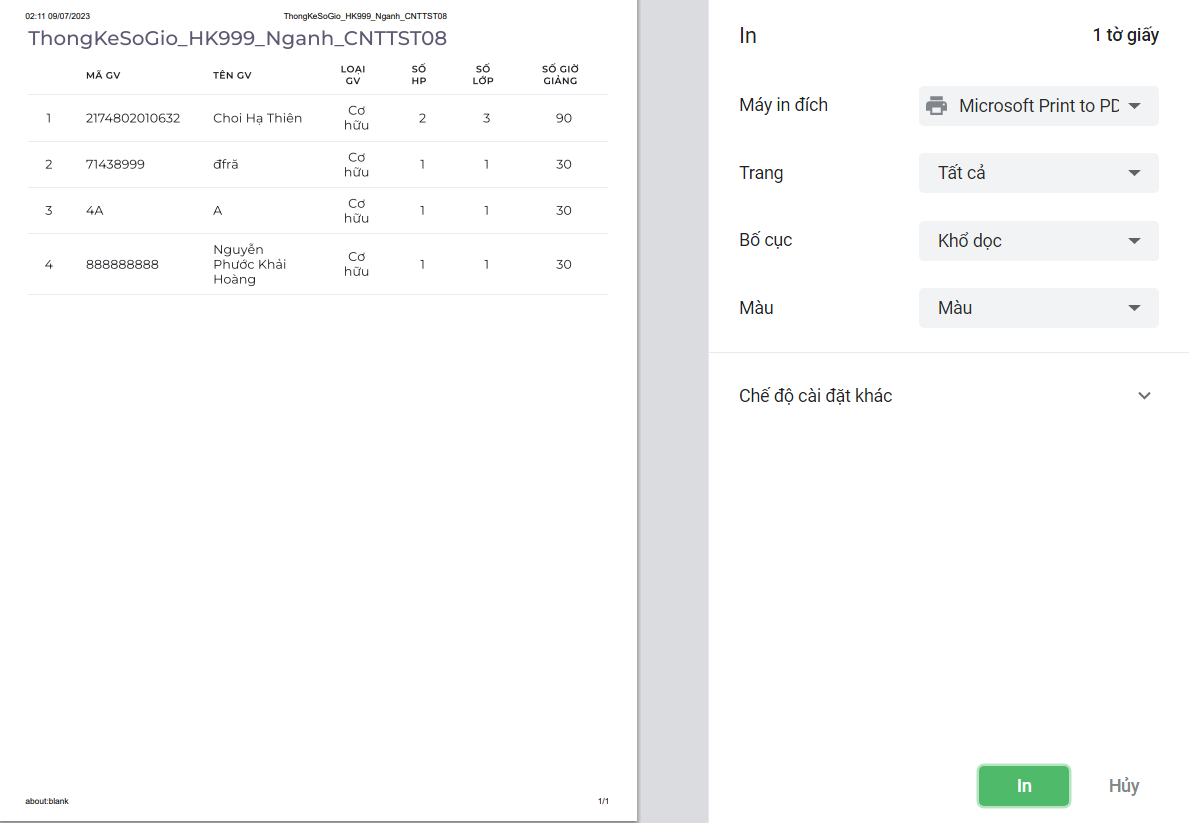 02:11 09/07/2023 ThongKeSoGio_HK999_Nganh_CNTTST08
ThongKeSoGio_HK999_Nganh_CNTTST08
MÃ GV TÊN GV LOẠI GV SỐ HP SỐ LỚP SỐ GIỜ GIẢNG
1 2174802010632 Choi Hạ Thiên Cơ hữu 2 3 90
2 71438999 đfră Cơ hữu 1 1 30
3 4A A Cơ hữu 1 1 30
4 888888888 Nguyễn Phước Khải Hoàng Cơ hữu 1 1 30
about:blank 1/1
In 1 tờ giấy
Máy in đích Microsoft Print to PD
Trang Tất cả
Bố cục Khổ dọc
Màu Màu
Chế độ cài đặt khác
In Hủy